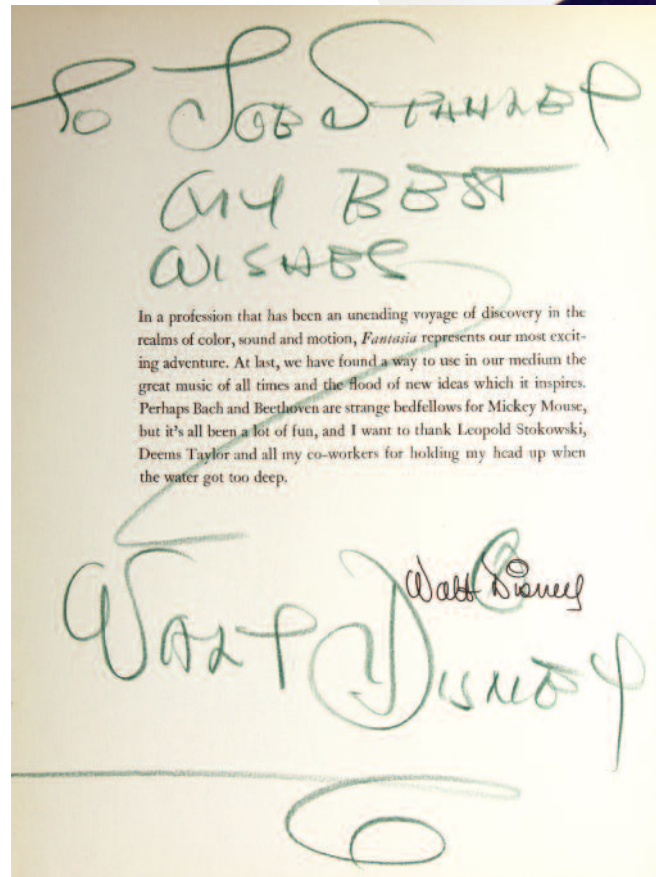 To Joe Stanley
My Best
Wishes
In a profession that has been an unending voyage of discovery in the
realms of color, sound and motion, Fantasia represents our most excit-
ing adventure. At last, we have found a way to use in our medium the
great music of all times and the flood of new ideas which it inspires.
Perhaps Bach and Beethoven are strange bedfellows for Mickey Mouse,
but it's all been a lot of fun, and I want to thank Leopold Stokowski,
Deems Taylor and all my co-workers for holding my head up when
the water got too deep.
Walt Disney
Walt Disney